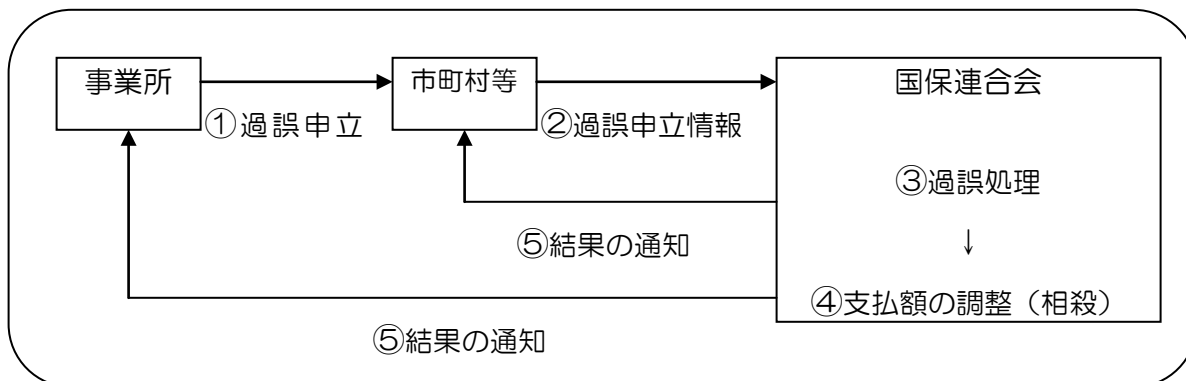 事業所
市町村等
国保連合会
①過誤申立
②過誤申立情報
③過誤処理
⑤結果の通知
↓
④支払額の調整（相殺）
⑤結果の通知